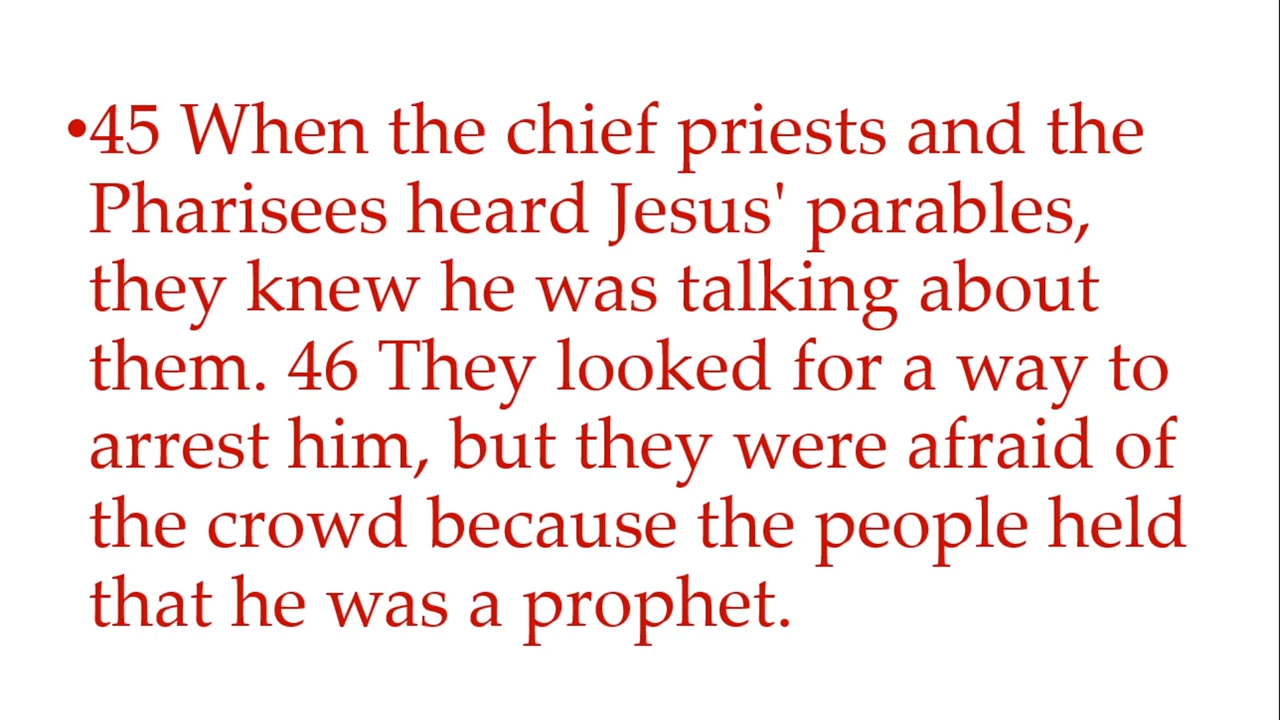 •45 When the chief priests and the
Pharisees heard Jesus' parables,
they knew he was talking about
them. 46 They looked for a way to
arrest him, but they were afraid of
the crowd because the people held
that he was a prophet.